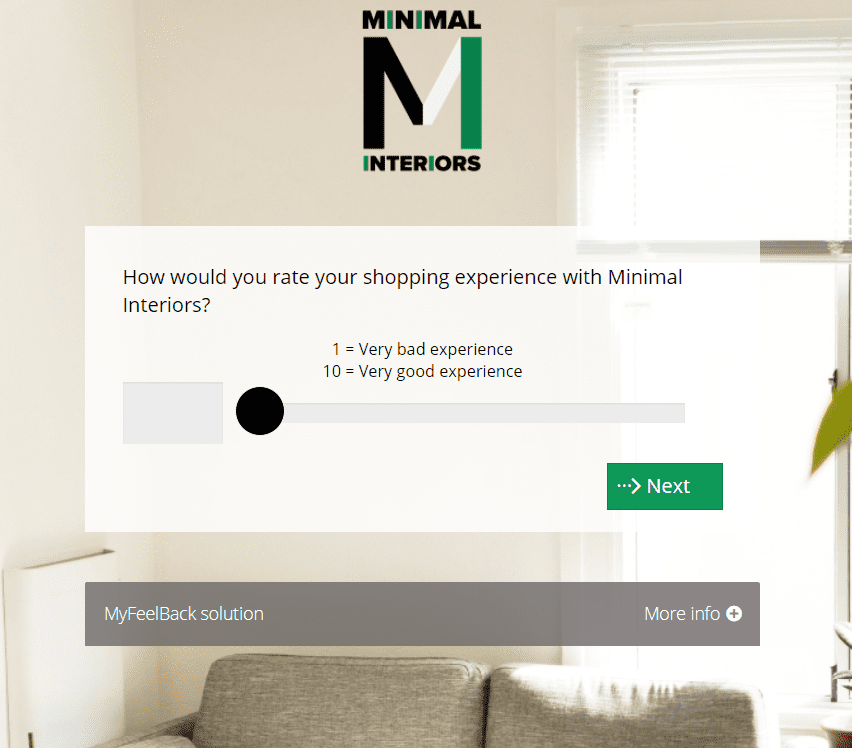 MINIMAL
M
INTERIORS
How would you rate your shopping experience with Minimal
Interiors?
1 = Very bad experience
10 = Very good experience
Next
MyFeelBack solution
More info